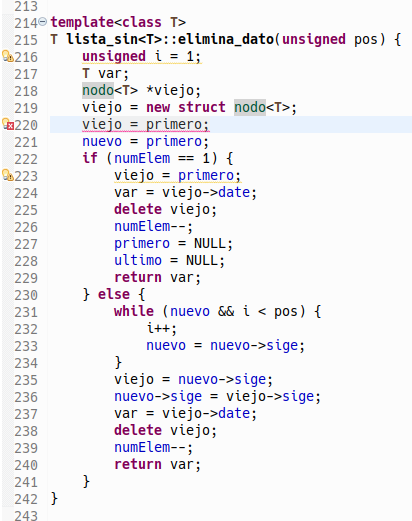 213
214 template<class T>
215 T lista_sin<T>::elimina_dato(unsigned pos) {
216     unsigned i = 1;
217     T var;
218     nodo<T> *viejo;
219     viejo = new struct nodo<T>;
220     viejo = primero;
221     nuevo = primero;
222     if (numElem == 1) {
223         viejo = primero;
224         var = viejo->date;
225         delete viejo;
226         numElem--;
227         primero = NULL;
228         ultimo = NULL;
229         return var;
230     } else {
231         while (nuevo && i < pos) {
232             i++;
233             nuevo = nuevo->sige;
234         }
235         viejo = nuevo->sige;
236         nuevo->sige = viejo->sige;
237         var = viejo->date;
238         delete viejo;
239         numElem--;
240         return var;
241     }
242 }
243